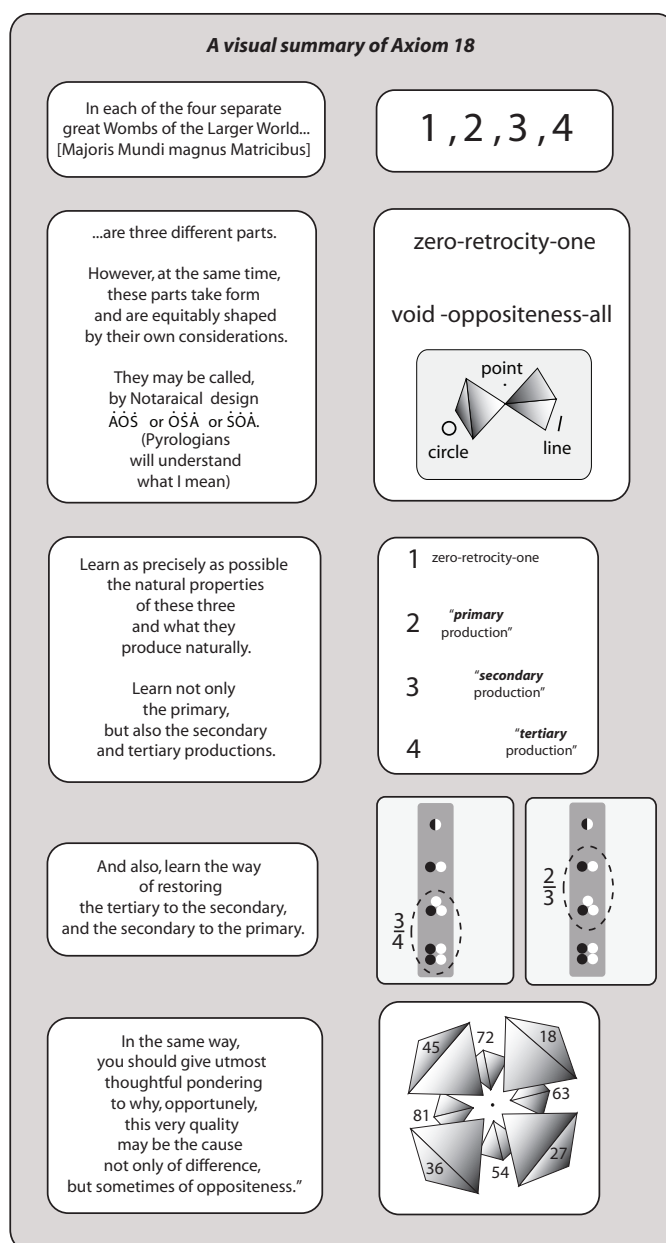 A visual summary of Axiom 18
In each of the four separate
great Wombs of the Larger World...
[Majoris Mundi magnus Matricibus]
1 , 2 , 3 , 4
...are three different parts.
However, at the same time,
these parts take form
and are equitably shaped
by their own considerations.
They may be called,
by Notaraical design
ȦȮṠ or ȮṠȦ or ṠȮȦ.
(Pyrologians
will understand
what I mean)
zero-retrocity-one
void -oppositeness-all
point
circle
line
Learn as precisely as possible
the natural properties
of these three
and what they
produce naturally.
Learn not only
the primary,
but also the secondary
and tertiary productions.
1 zero-retrocity-one
2 "primary
production"
3 "secondary
production"
4 "tertiary
production"
And also, learn the way
of restoring
the tertiary to the secondary,
and the secondary to the primary.
3
4
2
3
In the same way,
you should give utmost
thoughtful pondering
to why, opportunely,
this very quality
may be the cause
not only of difference,
but sometimes of oppositeness."
45 72 18
81 63
36 54 27